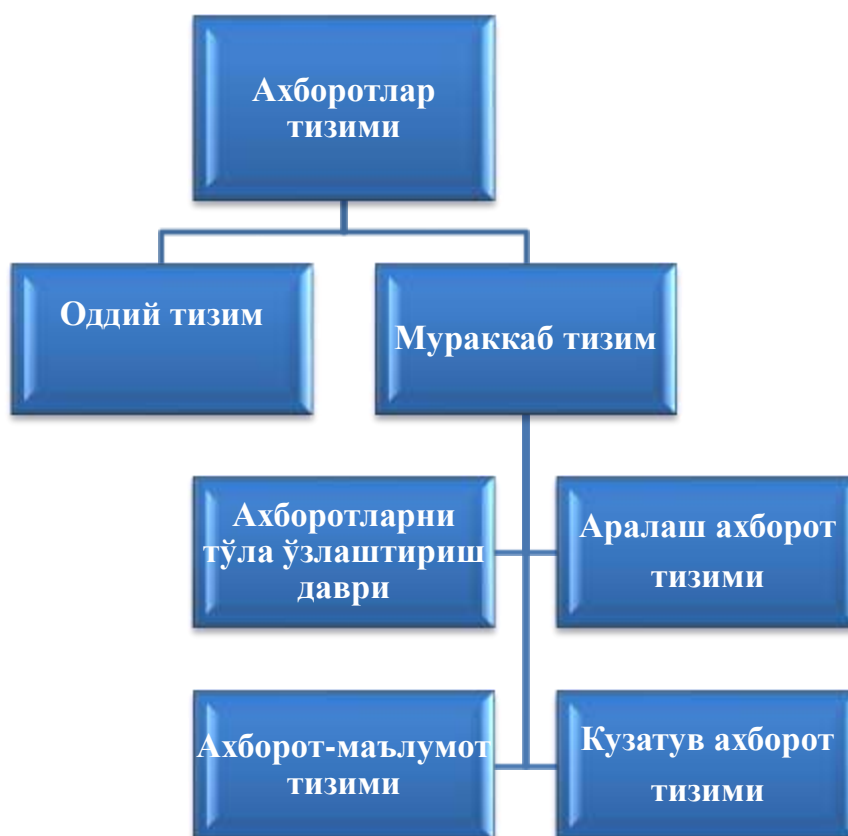 Ахборотлар
тизими
Оддий тизим
Мураккаб тизим
Ахборотларни
тўла ўзлаштириш
даври
Аралаш ахборот
тизими
Ахборот-маълумот
тизими
Кузатув ахборот
тизими